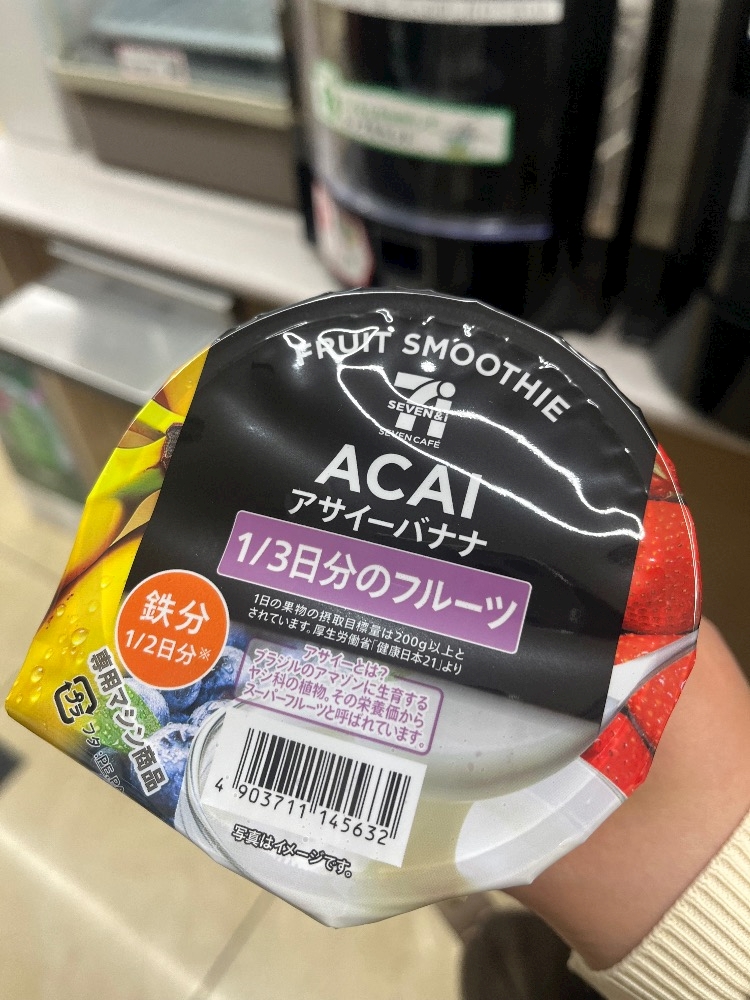 FRUIT SMOOTHIE
7i
SEVEN&i
SEVEN CAFÉ
ACAI
アサイーバナナ
1/3日分のフルーツ
1日の果物の摂取目標量は200g以上と
されています。厚生労働省「健康日本21」より
鉄分
1/2日分※
アサイーとは?
ブラジルのアマゾンに生育する
ヤシ科の植物。その栄養価から
スーパーフルーツと呼ばれています。
専用マシン商品
プラ
フタ:PE,PA
4 903711 145632
写真はイメージです。